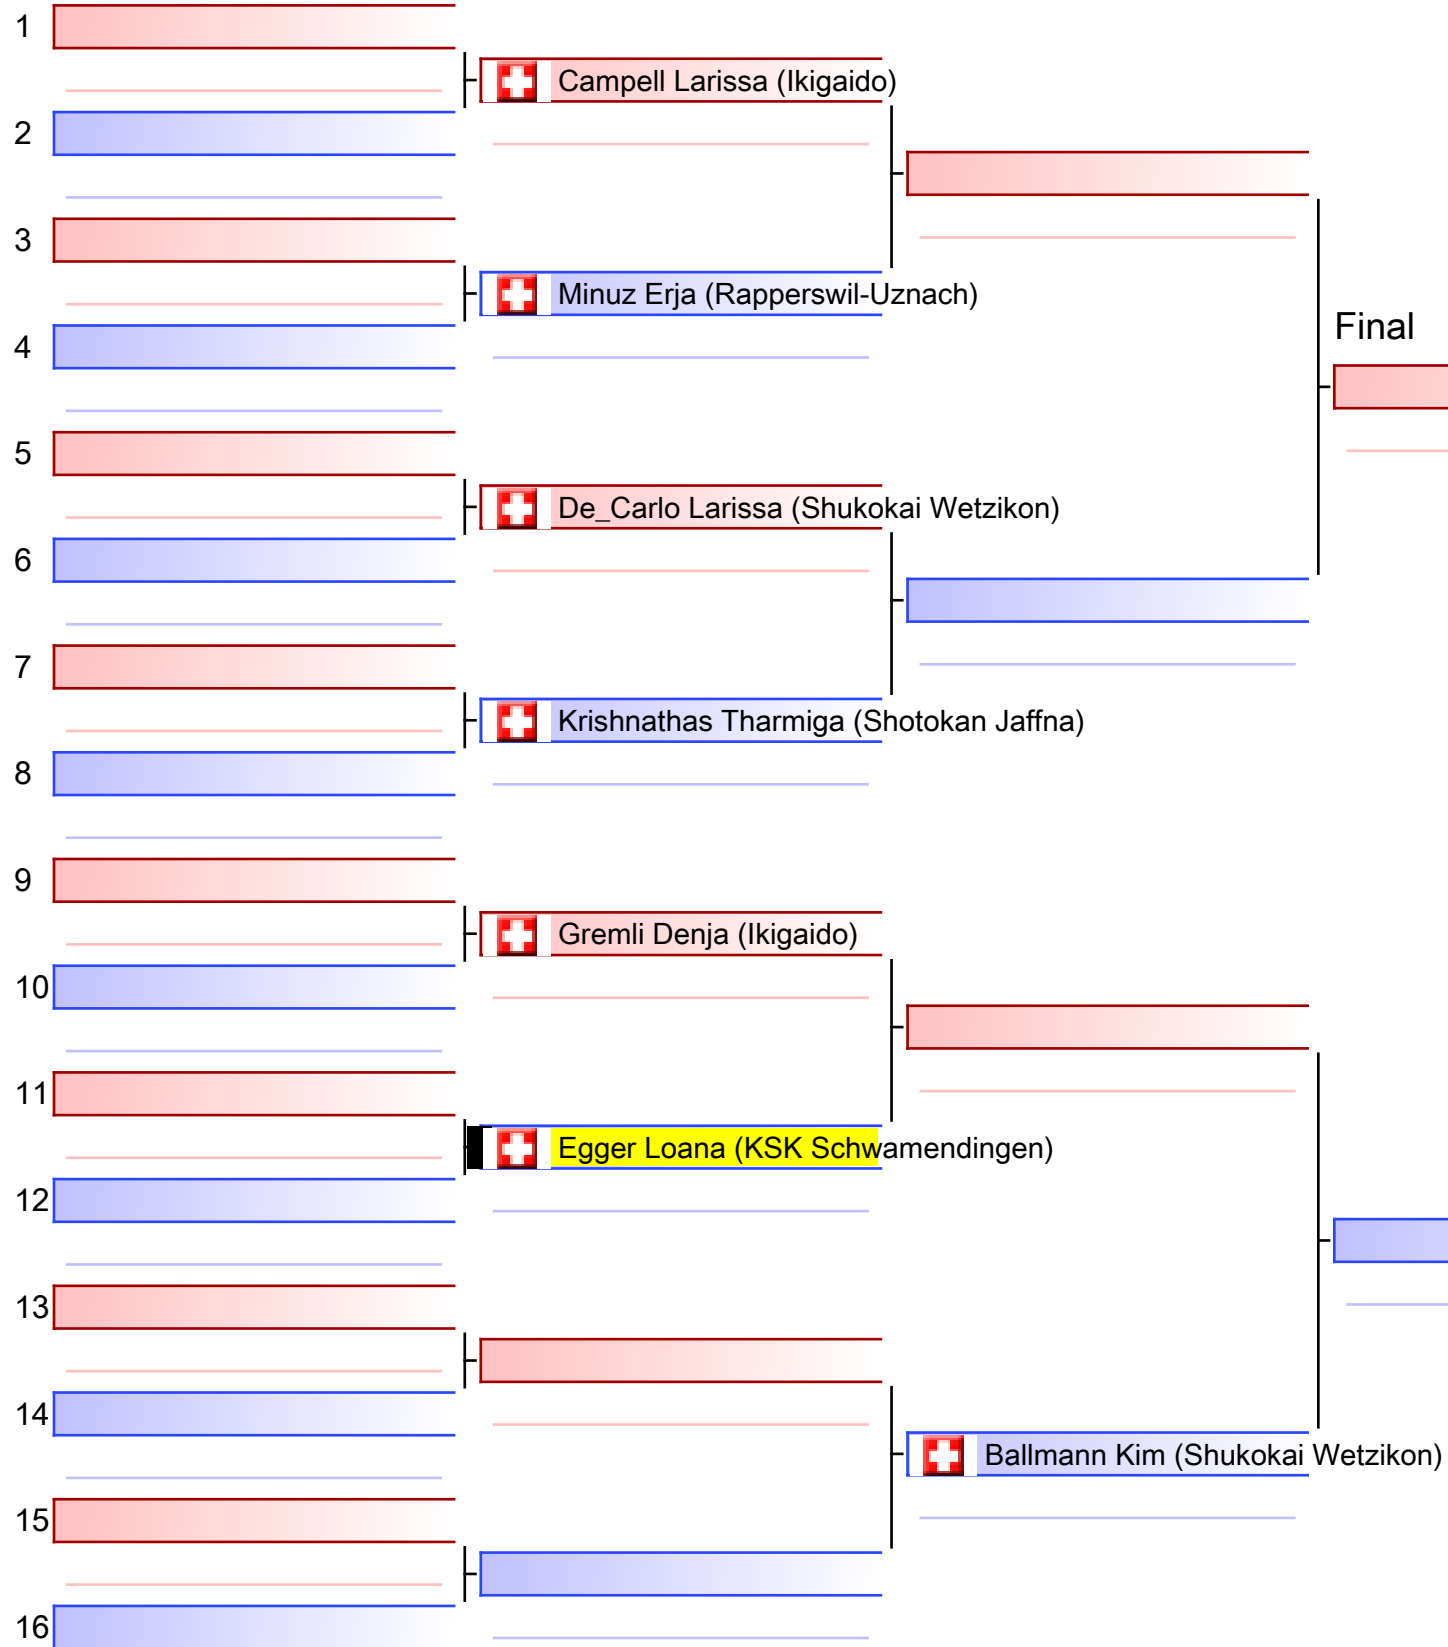 1
Campell Larissa (Ikigaido)
2
3
Minuz Erja (Rapperswil-Uznach)
Final
4
5
De_Carlo Larissa (Shukokai Wetzikon)
6
7
Krishnathas Tharmiga (Shotokan Jaffna)
8
9
Gremli Denja (Ikigaido)
10
11
Egger Loana (KSK Schwamendingen)
12
13
14
Ballmann Kim (Shukokai Wetzikon)
15
16